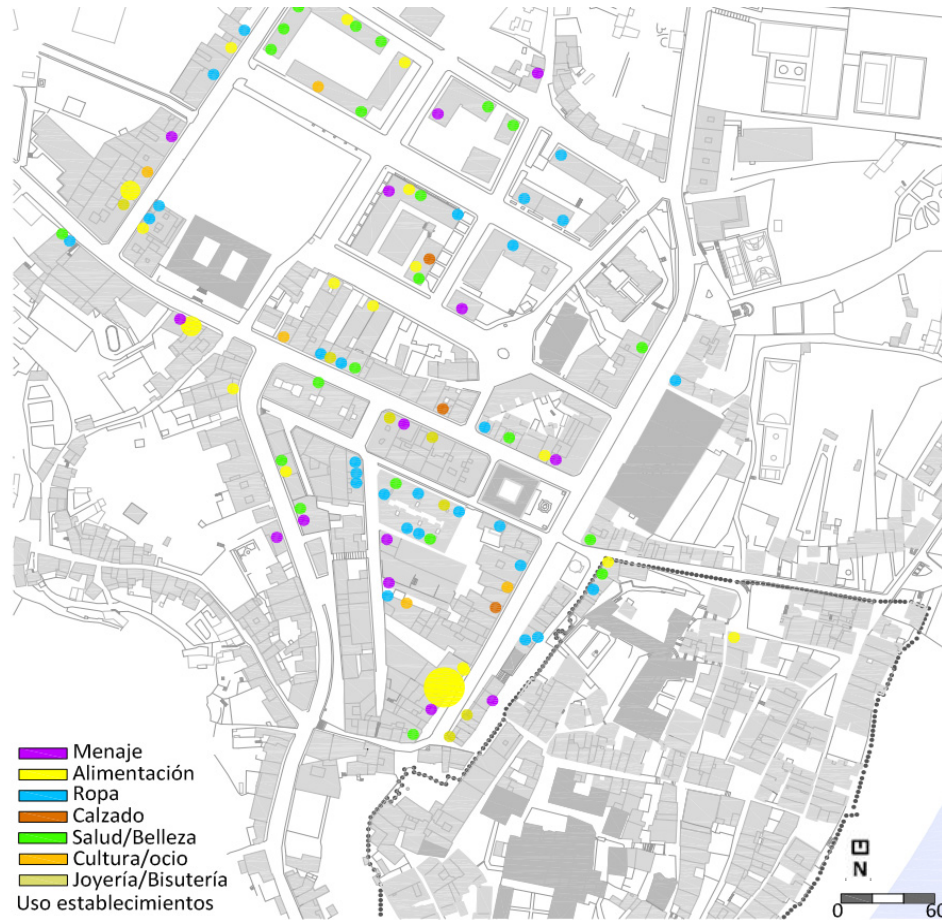 Menaje
Alimentación
Ropa
Calzado
Salud/Belleza
Cultura/ocio
Joyería/Bisutería
Uso establecimientos
N
0 60